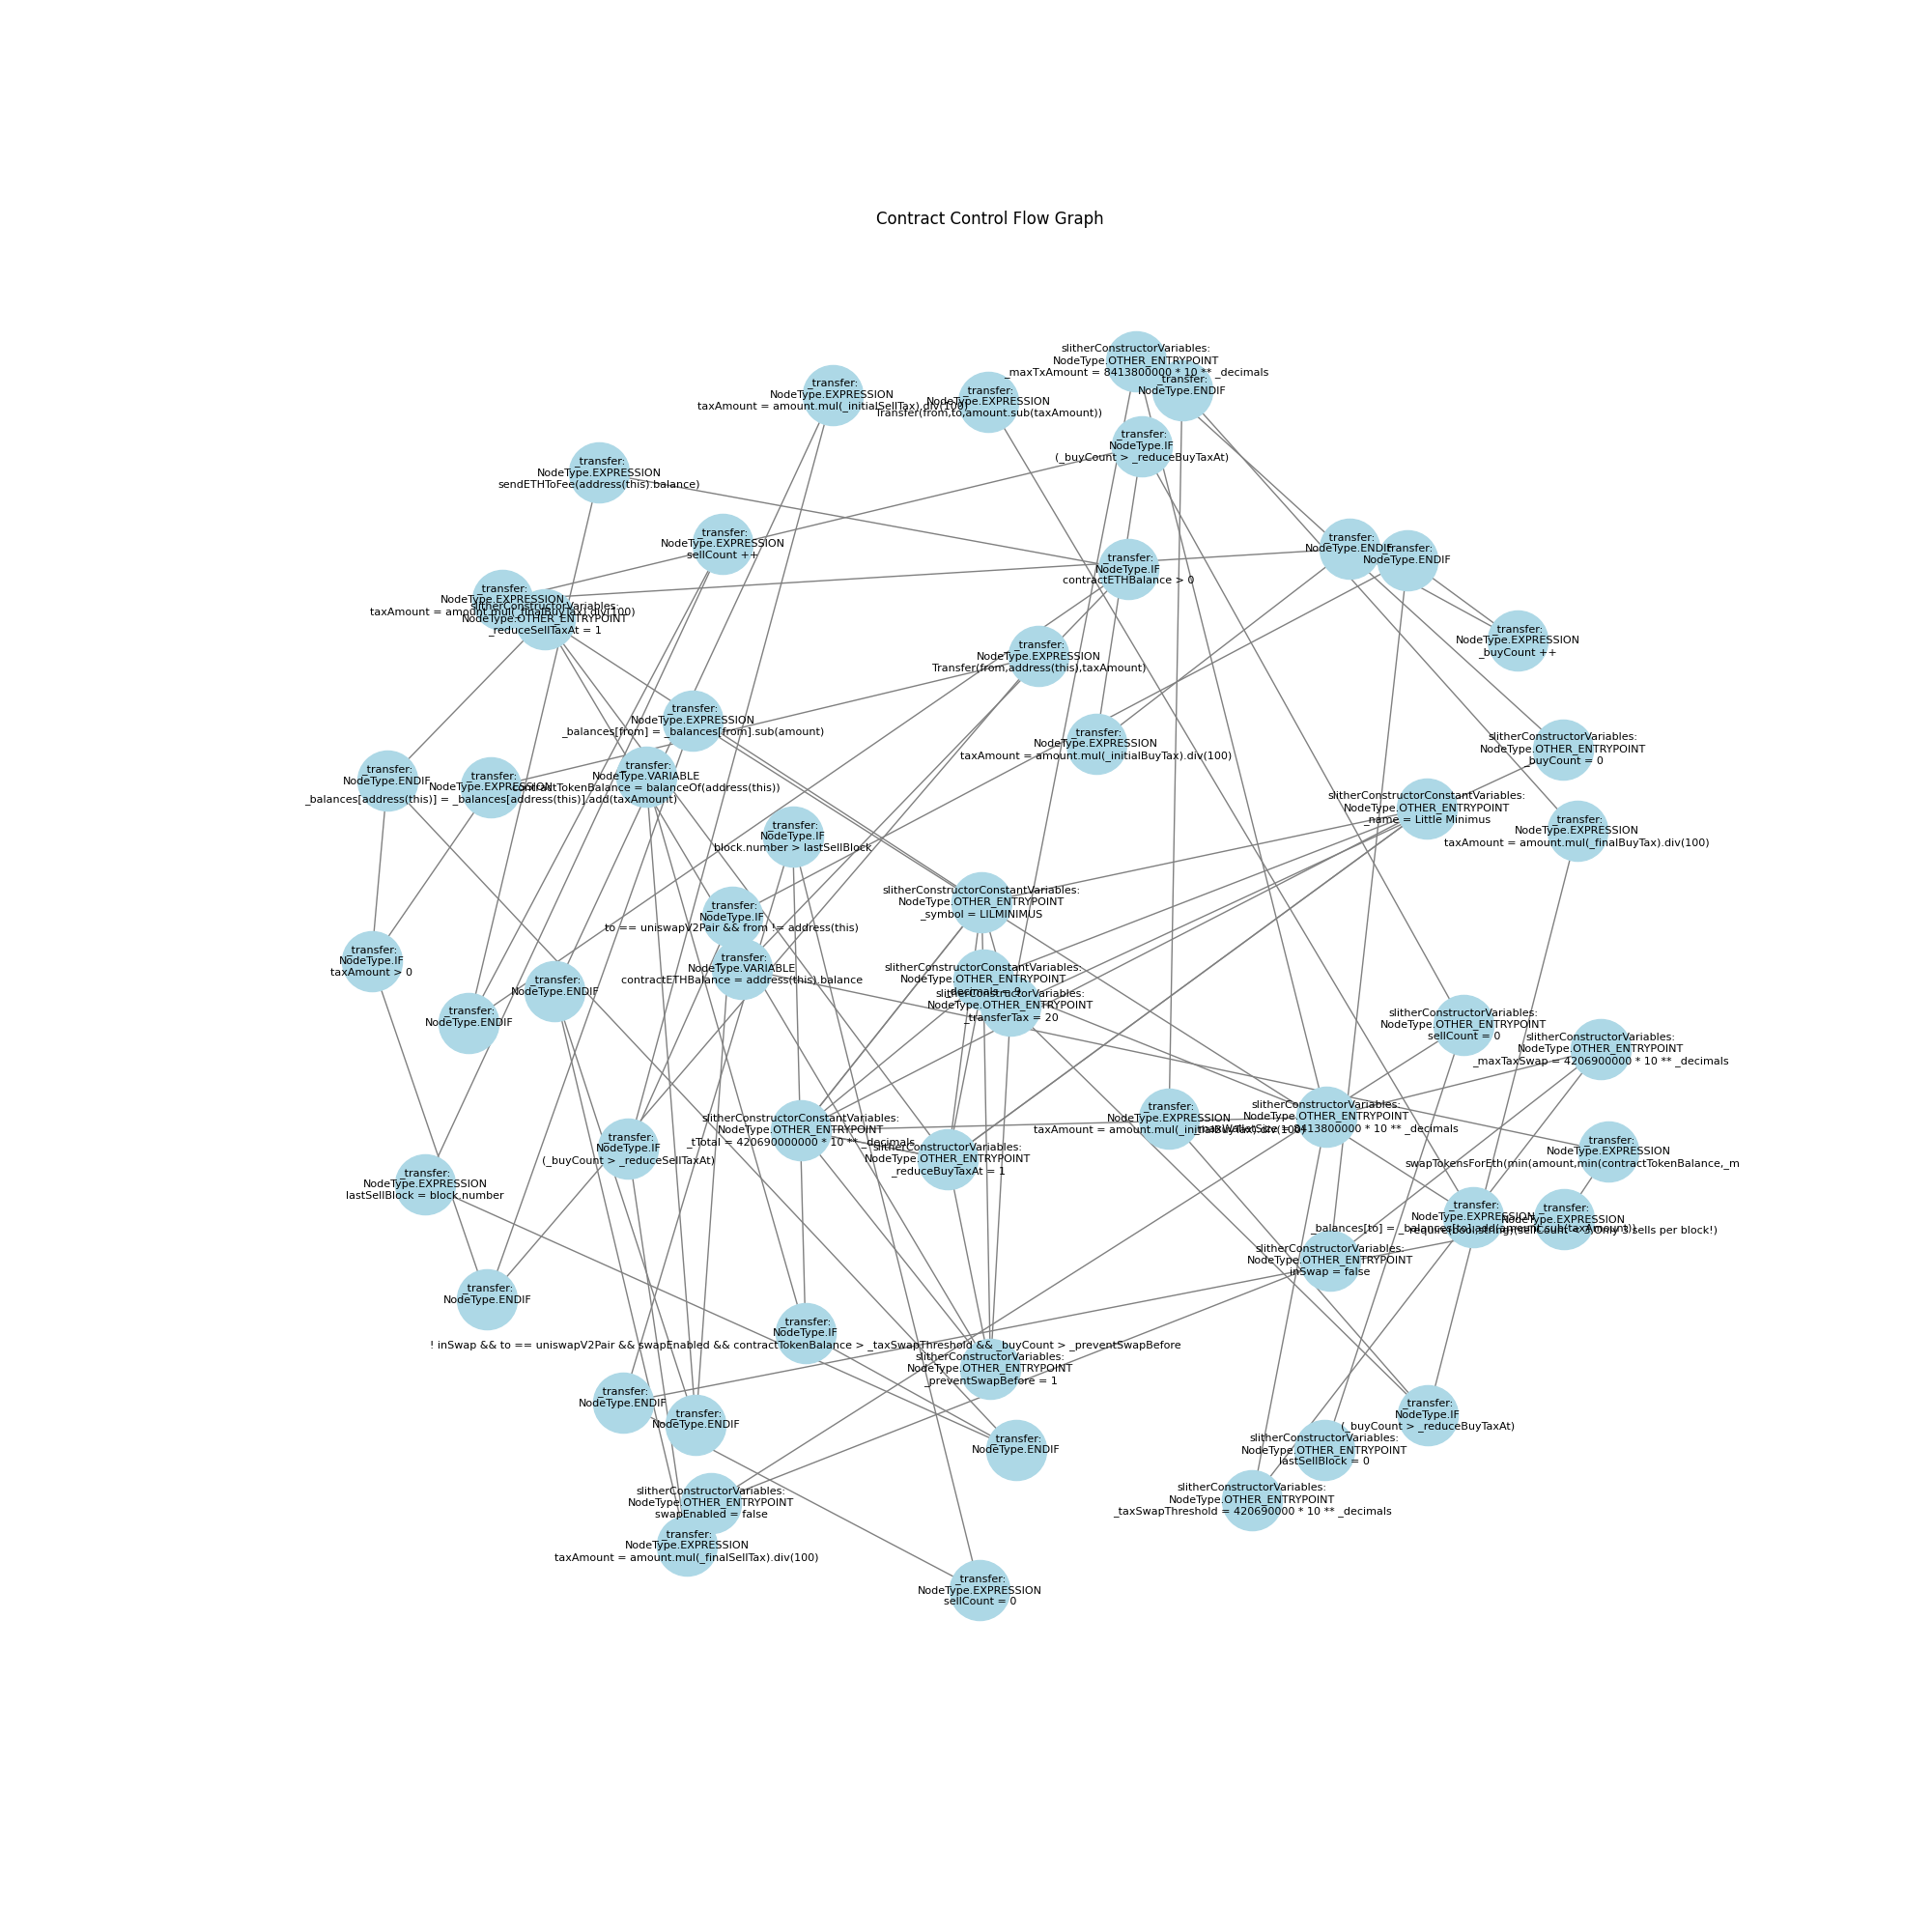 Contract Control Flow Graph
slitherConstructorVariables:
NodeType.OTHER_ENTRYPOINT
_maxTxAmount = 8413800000 * 10 ** _decimals
_transfer:
NodeType.ENDIF
_transfer:
NodeType.EXPRESSION
taxAmount = amount.mul(_initialSellTax).div(100)
_transfer:
NodeType.EXPRESSION
Transfer(from,to,amount.sub(taxAmount))
_transfer:
NodeType.IF
(_buyCount > _reduceBuyTaxAt)
_transfer:
NodeType.EXPRESSION
sendETHToFee(address(this).balance)
_transfer:
NodeType.EXPRESSION
sellCount ++
_transfer:
NodeType.ENDIF
_transfer:
NodeType.ENDIF
_transfer:
NodeType.IF
contractETHBalance > 0
_transfer:
NodeType.EXPRESSION
taxAmount = amount.mul(_finalBuyTax).div(100)
slitherConstructorVariables:
NodeType.OTHER_ENTRYPOINT
_reduceSellTaxAt = 1
_transfer:
NodeType.EXPRESSION
_buyCount ++
_transfer:
NodeType.EXPRESSION
Transfer(from,address(this),taxAmount)
_transfer:
NodeType.EXPRESSION
_balances[from] = _balances[from].sub(amount)
_transfer:
NodeType.EXPRESSION
taxAmount = amount.mul(_initialBuyTax).div(100)
slitherConstructorVariables:
NodeType.OTHER_ENTRYPOINT
_buyCount = 0
_transfer:
NodeType.VARIABLE
contractTokenBalance = balanceOf(address(this))
_transfer:
NodeType.ENDIF
_transfer:
NodeType.EXPRESSION
_balances[address(this)] = _balances[address(this)].add(taxAmount)
slitherConstructorConstantVariables:
NodeType.OTHER_ENTRYPOINT
_name = Little Minimus
_transfer:
NodeType.EXPRESSION
taxAmount = amount.mul(_finalBuyTax).div(100)
_transfer:
NodeType.IF
block.number > lastSellBlock
slitherConstructorConstantVariables:
NodeType.OTHER_ENTRYPOINT
_symbol = LILMINIMUS
_transfer:
NodeType.IF
to == uniswapV2Pair && from != address(this)
_transfer:
NodeType.IF
taxAmount > 0
_transfer:
NodeType.VARIABLE
contractETHBalance = address(this).balance
slitherConstructorConstantVariables:
NodeType.OTHER_ENTRYPOINT
_decimals = 9
slitherConstructorVariables:
NodeType.OTHER_ENTRYPOINT
_transferTax = 20
_transfer:
NodeType.ENDIF
_transfer:
NodeType.ENDIF
slitherConstructorVariables:
NodeType.OTHER_ENTRYPOINT
sellCount = 0
slitherConstructorVariables:
NodeType.OTHER_ENTRYPOINT
_maxTaxSwap = 4206900000 * 10 ** _decimals
slitherConstructorConstantVariables:
NodeType.OTHER_ENTRYPOINT
_tTotal = 420690000000 * 10 ** _decimals
_transfer:
NodeType.EXPRESSION
taxAmount = amount.mul(_initialBuyTax).div(100)
slitherConstructorVariables:
NodeType.OTHER_ENTRYPOINT
_maxWalletSize = 8413800000 * 10 ** _decimals
_transfer:
NodeType.IF
(_buyCount > _reduceSellTaxAt)
slitherConstructorVariables:
NodeType.OTHER_ENTRYPOINT
_reduceBuyTaxAt = 1
_transfer:
NodeType.EXPRESSION
swapTokensForEth(min(amount,min(contractTokenBalance,_m
_transfer:
NodeType.EXPRESSION
lastSellBlock = block.number
_transfer:
NodeType.EXPRESSION
_balances[to] = _balances[to].add(amount.sub(taxAmount))
_transfer:
NodeType.EXPRESSION
require(bool,string)(sellCount < 3,Only 3 sells per block!)
slitherConstructorVariables:
NodeType.OTHER_ENTRYPOINT
inSwap = false
_transfer:
NodeType.ENDIF
_transfer:
NodeType.IF
! inSwap && to == uniswapV2Pair && swapEnabled && contractTokenBalance > _taxSwapThreshold && _buyCount > _preventSwapBefore
slitherConstructorVariables:
NodeType.OTHER_ENTRYPOINT
_preventSwapBefore = 1
_transfer:
NodeType.ENDIF
_transfer:
NodeType.ENDIF
_transfer:
NodeType.IF
(_buyCount > _reduceBuyTaxAt)
_transfer:
NodeType.ENDIF
slitherConstructorVariables:
NodeType.OTHER_ENTRYPOINT
lastSellBlock = 0
slitherConstructorVariables:
NodeType.OTHER_ENTRYPOINT
_taxSwapThreshold = 420690000 * 10 ** _decimals
slitherConstructorVariables:
NodeType.OTHER_ENTRYPOINT
swapEnabled = false
_transfer:
NodeType.EXPRESSION
taxAmount = amount.mul(_finalSellTax).div(100)
_transfer:
NodeType.EXPRESSION
sellCount = 0